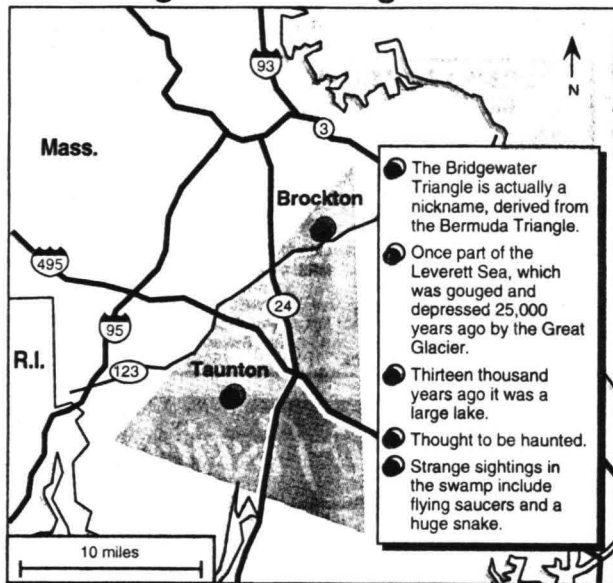 93
N
3
Mass.
Brockton
495
24
95
R.I.
123
Taunton
10 miles
The Bridgewater
Triangle is actually a
nickname, derived from
the Bermuda Triangle.
Once part of the
Leverett Sea, which
was gouged and
depressed 25,000
years ago by the Great
Glacier.
Thirteen thousand
years ago it was a
large lake.
Thought to be haunted.
Strange sightings in
the swamp include
flying saucers and a
huge snake.